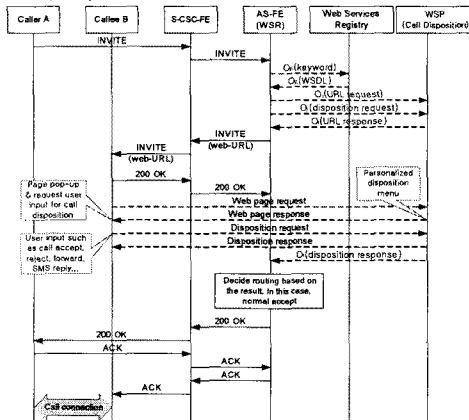 Caller A
Callee B
S-CSC-FE
AS-FE
(WSR)
Web Services
Registry
WSP
(Call Disposition)
INVITE
INVITE
(keyword)
(WSDL)
(URL request)
(disposition request)
(URL response)
INVITE
(web-URL)
INVITE
(web-URL)
200 OK
200 OK
Page pop-up
& request user
input for call
disposition
Personalized
disposition
menu
Web page request
Web page response
Disposition request
Disposition response
User input such
as call accept,
reject, forward,
SMS reply...
(disposition response)
Decide routing based on
the result. In this case,
normal accept
200 OK
200 OK
ACK
ACK
ACK
ACK
Call connection